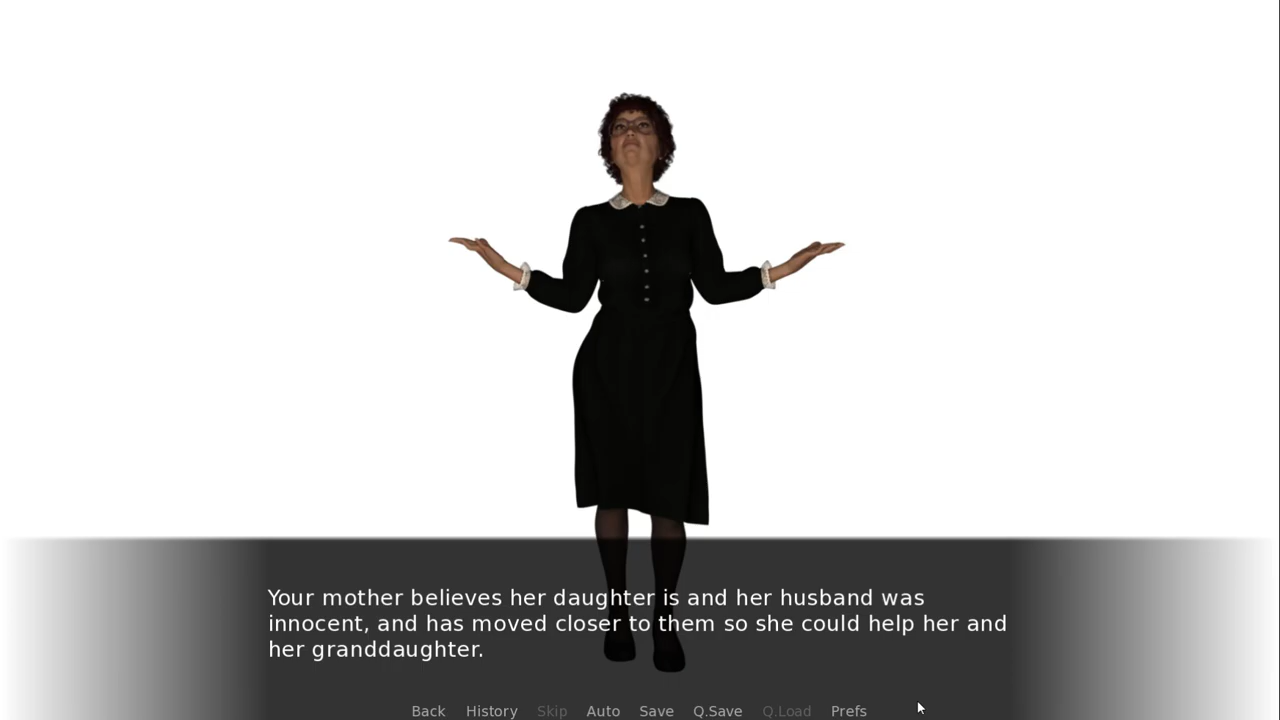 Your mother believes her daughter is and her husband was
innocent, and has moved closer to them so she could help her and
her granddaughter.
Back History Skip Auto Save Q.Save Q.Load Prefs